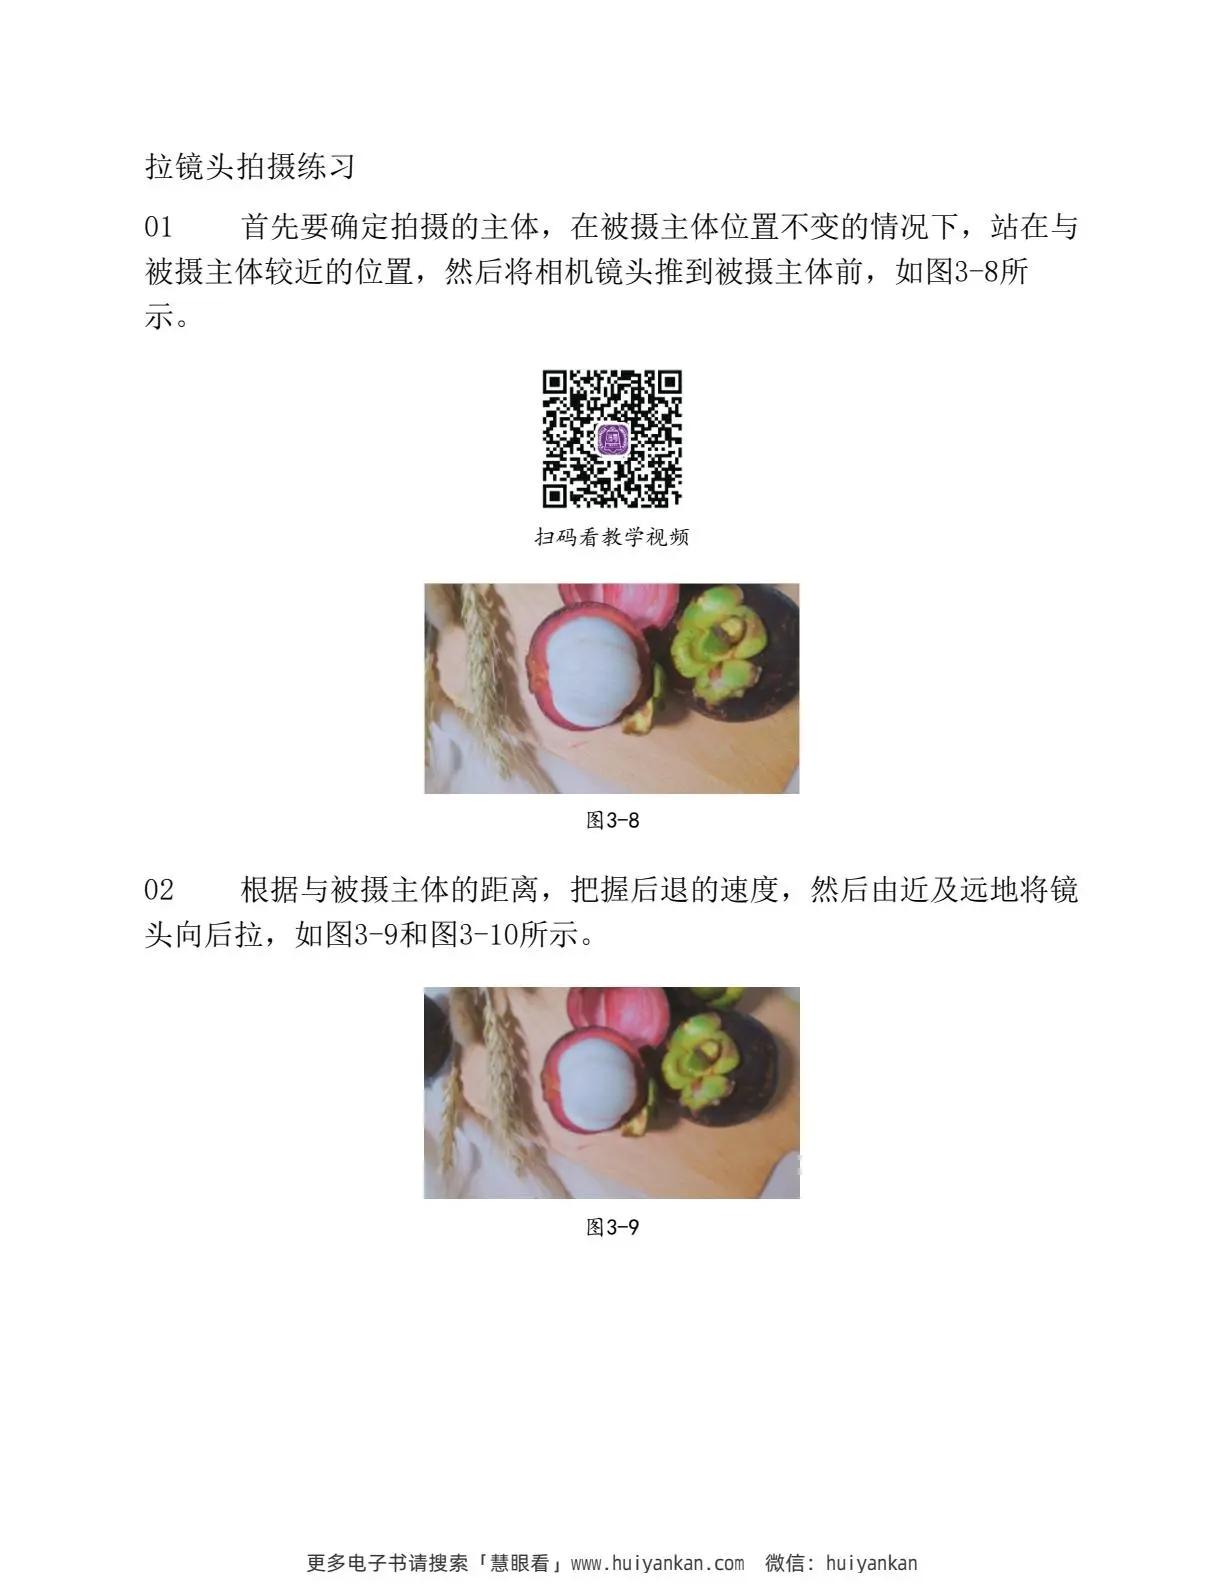 拉镜头拍摄练习
01 首先要确定拍摄的主体，在被摄主体位置不变的情况下，站在与
被摄主体较近的位置，然后将相机镜头推到被摄主体前，如图3-8所
示。
扫码看教学视频
图3-8
02 根据与被摄主体的距离，把握后退的速度，然后由近及远地将镜
头向后拉，如图3-9和图3-10所示。
图3-9
更多电子书请搜索「慧眼看」www.huiyankan.com 微信：huiyankan